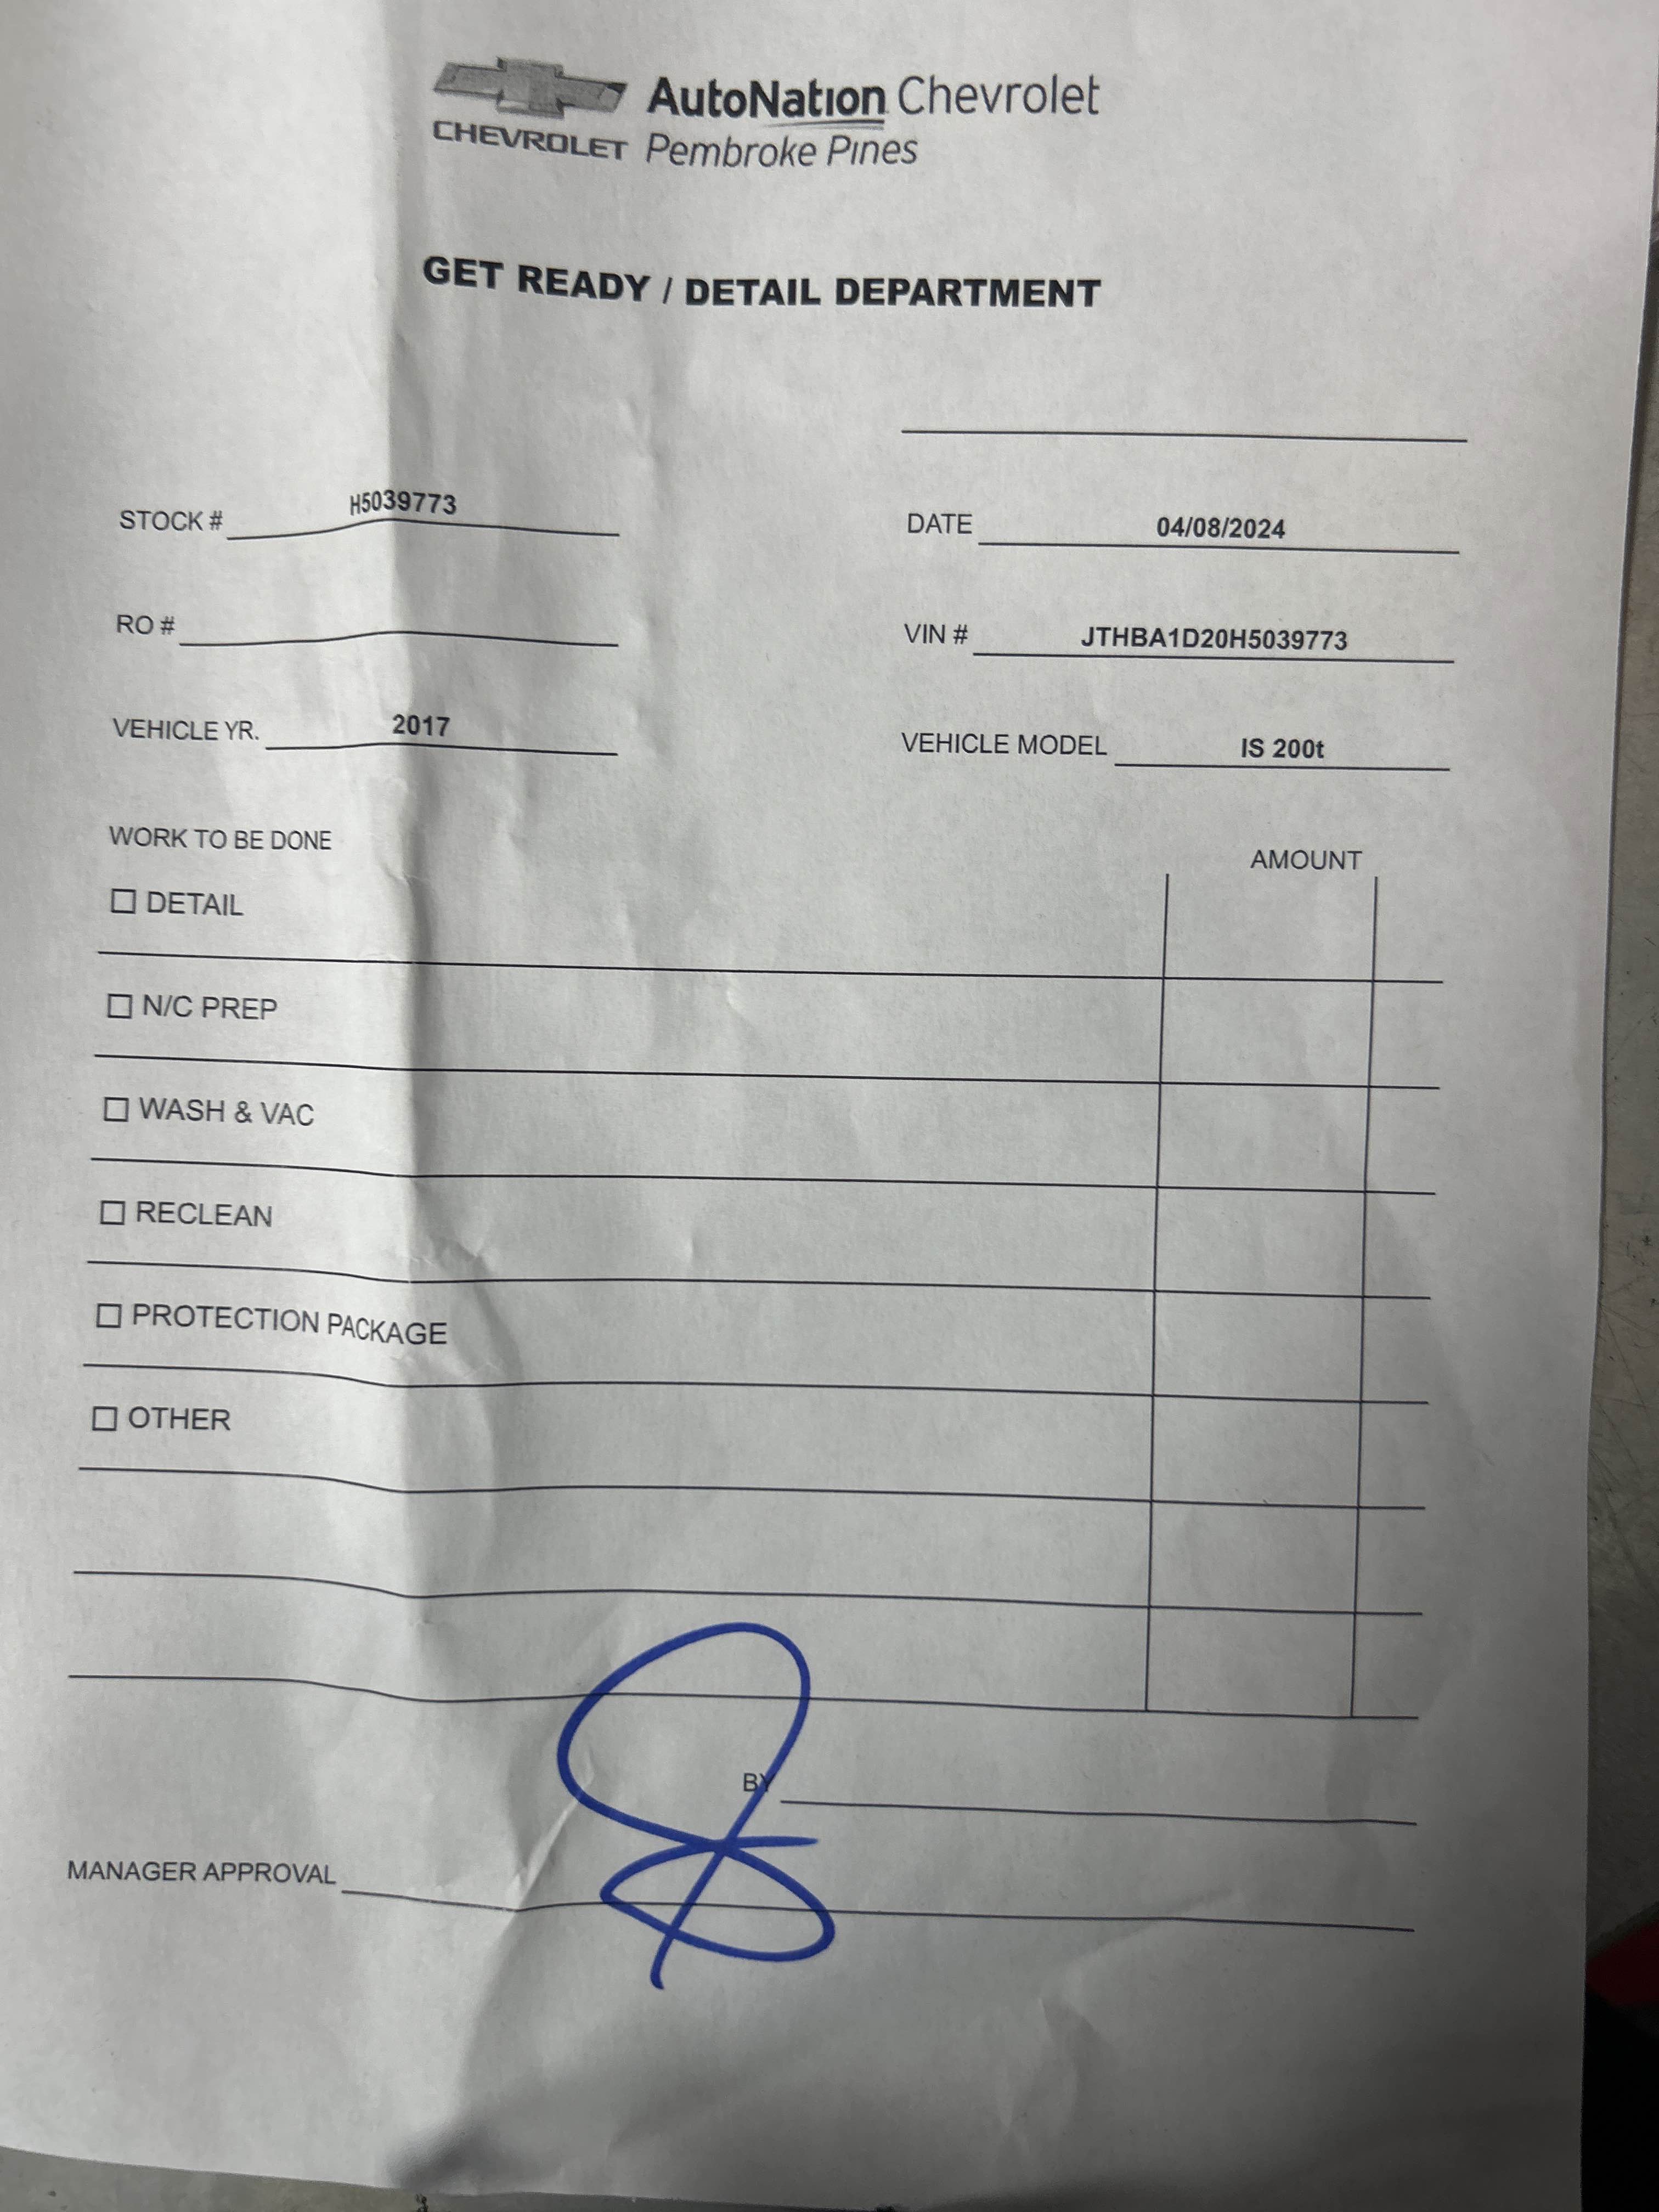 AutoNation Chevrolet
CHEVROLET Pembroke Pines
GET READY / DETAIL DEPARTMENT
STOCK # H5039773
DATE 04/08/2024
RO #
VIN # JTHBA1D20H5039773
VEHICLE YR. 2017
VEHICLE MODEL IS 200t
WORK TO BE DONE
AMOUNT
DETAIL
N/C PREP
WASH & VAC
RECLEAN
PROTECTION PACKAGE
OTHER
BY
MANAGER APPROVAL